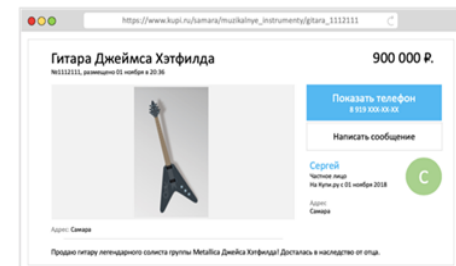 https://www.kupi.ru/samara/muzikalnye_instrumenty/gitara_1112111
Гитара Джеймса Хэтфилда
900 000 ₽.
№1112111, размещено 01 ноября в 20:36
Показать телефон
8 919 XXX-XX-XX
Написать сообщение
Сергей
Частное лицо
На Купи.ру с 01 ноября 2018
С
Адрес
Самара
Адрес: Самара
Продаю гитару легендарного солиста группы Metallica Джейса Хэтфилда! Досталась в наследство от отца.